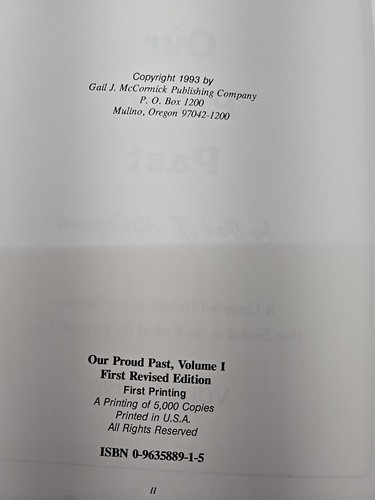 Copyright 1993 by
Gail J. McCormick Publishing Company
P. O. Box 1200
Mulino, Oregon 97042-1200
Our Proud Past, Volume I
First Revised Edition
First Printing
A Printing of 5,000 Copies
Printed in U.S.A.
All Rights Reserved
ISBN 0-9635889-1-5
II